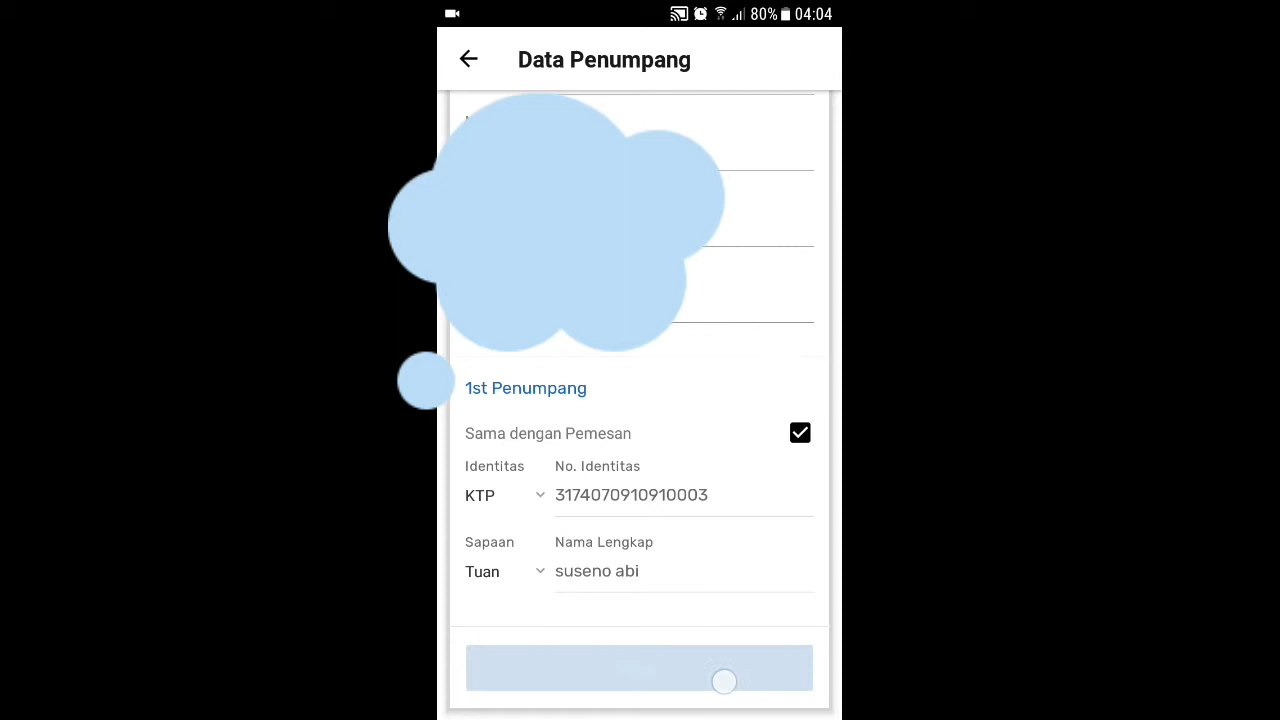 80% 04:04
Data Penumpang
1st Penumpang
Sama dengan Pemesan
Identitas No. Identitas
KTP 3174070910910003
Sapaan Nama Lengkap
Tuan suseno abi